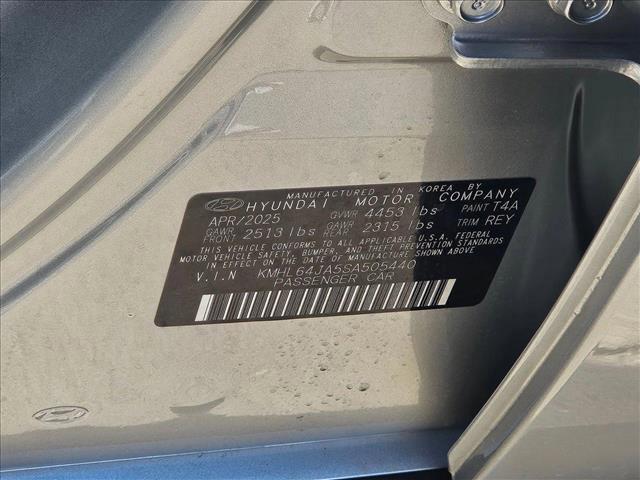 MANUFACTURED IN KOREA BY
HYUNDAI MOTOR COMPANY
APR/2025 GVWR 4453 lbs PAINT T4A
GAWR FRONT 2513 lbs GAWR REAR 2315 lbs TRIM REY
THIS VEHICLE CONFORMS TO ALL APPLICABLE U.S.A. FEDERAL
MOTOR VEHICLE SAFETY, BUMPER, AND THEFT PREVENTION STANDARDS
IN EFFECT ON THE DATE OF MANUFACTURE SHOWN ABOVE.
V.I.N KMHL64JA5SA505440
PASSENGER CAR